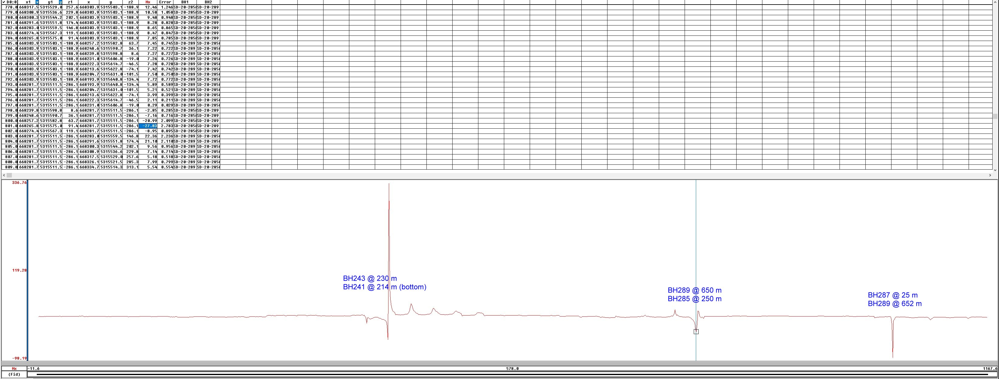 ✓ D0:0 x1 x y1 y z1 x y z2 Mx Error BH1 BH2
778.0 668317.5 5315529.0 257.6 668303.9 5315503.1 -188.9 12.46 1.246 SD-20-285 SD-20-289
779.0 668308.9 5315536.6 229.8 668303.9 5315503.1 -188.9 10.58 1.058 SD-20-285 SD-20-289
780.0 668300.3 5315544.2 202.1 668303.9 5315503.1 -188.9 9.48 0.948 SD-20-285 SD-20-289
781.0 668291.6 5315551.8 174.4 668303.9 5315503.1 -188.9 8.28 0.828 SD-20-285 SD-20-289
782.0 668283.0 5315559.5 146.8 668303.9 5315503.1 -188.9 8.65 0.865 SD-20-285 SD-20-289
783.0 668274.4 5315567.3 119.1 668303.9 5315503.1 -188.9 8.47 0.847 SD-20-285 SD-20-289
784.0 668265.8 5315575.0 91.4 668303.9 5315503.1 -188.9 7.85 0.785 SD-20-285 SD-20-289
785.0 668303.9 5315503.1 -188.9 668257.2 5315582.8 63.7 7.45 0.745 SD-20-289 SD-20-285
786.0 668303.9 5315503.1 -188.9 668248.6 5315590.7 36.1 7.22 0.722 SD-20-289 SD-20-285
787.0 668303.9 5315503.1 -188.9 668239.8 5315598.8 8.6 7.27 0.727 SD-20-289 SD-20-285
788.0 668303.9 5315503.1 -188.9 668231.0 5315606.8 -19.0 7.26 0.726 SD-20-289 SD-20-285
789.0 668303.9 5315503.1 -188.9 668222.3 5315614.7 -46.5 7.28 0.728 SD-20-289 SD-20-285
790.0 668303.9 5315503.1 -188.9 668213.6 5315622.8 -74.1 7.42 0.742 SD-20-289 SD-20-285
791.0 668303.9 5315503.1 -188.9 668204.7 5315631.0 -101.5 7.50 0.750 SD-20-289 SD-20-285
792.0 668303.9 5315503.1 -188.9 668193.9 5315640.8 -134.4 7.72 0.772 SD-20-289 SD-20-285
793.0 668281.7 5315511.5 -286.1 668193.9 5315640.8 -134.4 5.89 0.589 SD-20-289 SD-20-285
794.0 668281.7 5315511.5 -286.1 668204.7 5315631.0 -101.5 5.21 0.521 SD-20-289 SD-20-285
795.0 668281.7 5315511.5 -286.1 668213.6 5315622.8 -74.1 3.99 0.399 SD-20-289 SD-20-285
796.0 668281.7 5315511.5 -286.1 668222.3 5315614.7 -46.5 2.11 0.211 SD-20-289 SD-20-285
797.0 668281.7 5315511.5 -286.1 668231.0 5315606.8 -19.0 0.29 0.029 SD-20-289 SD-20-285
798.0 668239.8 5315598.8 8.6 668281.7 5315511.5 -286.1 -2.85 0.285 SD-20-285 SD-20-289
799.0 668248.6 5315590.7 36.1 668281.7 5315511.5 -286.1 -7.16 0.716 SD-20-285 SD-20-289
800.0 668257.2 5315582.8 63.7 668281.7 5315511.5 -286.1 -20.99 2.099 SD-20-285 SD-20-289
801.0 668265.8 5315575.0 91.4 668281.7 5315511.5 -286.1 -27.83 2.783 SD-20-285 SD-20-289
802.0 668274.4 5315567.3 119.1 668281.7 5315511.5 -286.1 -8.95 0.895 SD-20-285 SD-20-289
803.0 668281.7 5315511.5 -286.1 668283.0 5315559.5 146.8 22.36 2.236 SD-20-289 SD-20-285
804.0 668281.7 5315511.5 -286.1 668291.6 5315551.8 174.4 21.10 2.110 SD-20-289 SD-20-285
805.0 668281.7 5315511.5 -286.1 668300.3 5315544.2 202.1 9.56 0.956 SD-20-289 SD-20-285
806.0 668281.7 5315511.5 -286.1 668308.9 5315536.6 229.8 7.14 0.714 SD-20-289 SD-20-285
807.0 668281.7 5315511.5 -286.1 668317.5 5315529.0 257.6 5.18 0.518 SD-20-289 SD-20-285
808.0 668281.7 5315511.5 -286.1 668326.1 5315521.5 285.3 7.99 0.799 SD-20-289 SD-20-285
809.0 668281.7 5315511.5 -286.1 668334.7 5315514.3 313.1 5.54 0.554 SD-20-289 SD-20-285
336.76
119.28
-98.19
BH243 @ 230 m
BH241 @ 214 m (bottom)
BH289 @ 650 m
BH285 @ 250 m
BH287 @ 25 m
BH289 @ 652 m
Mx -11.6 578.0 1167.6
(Fid)